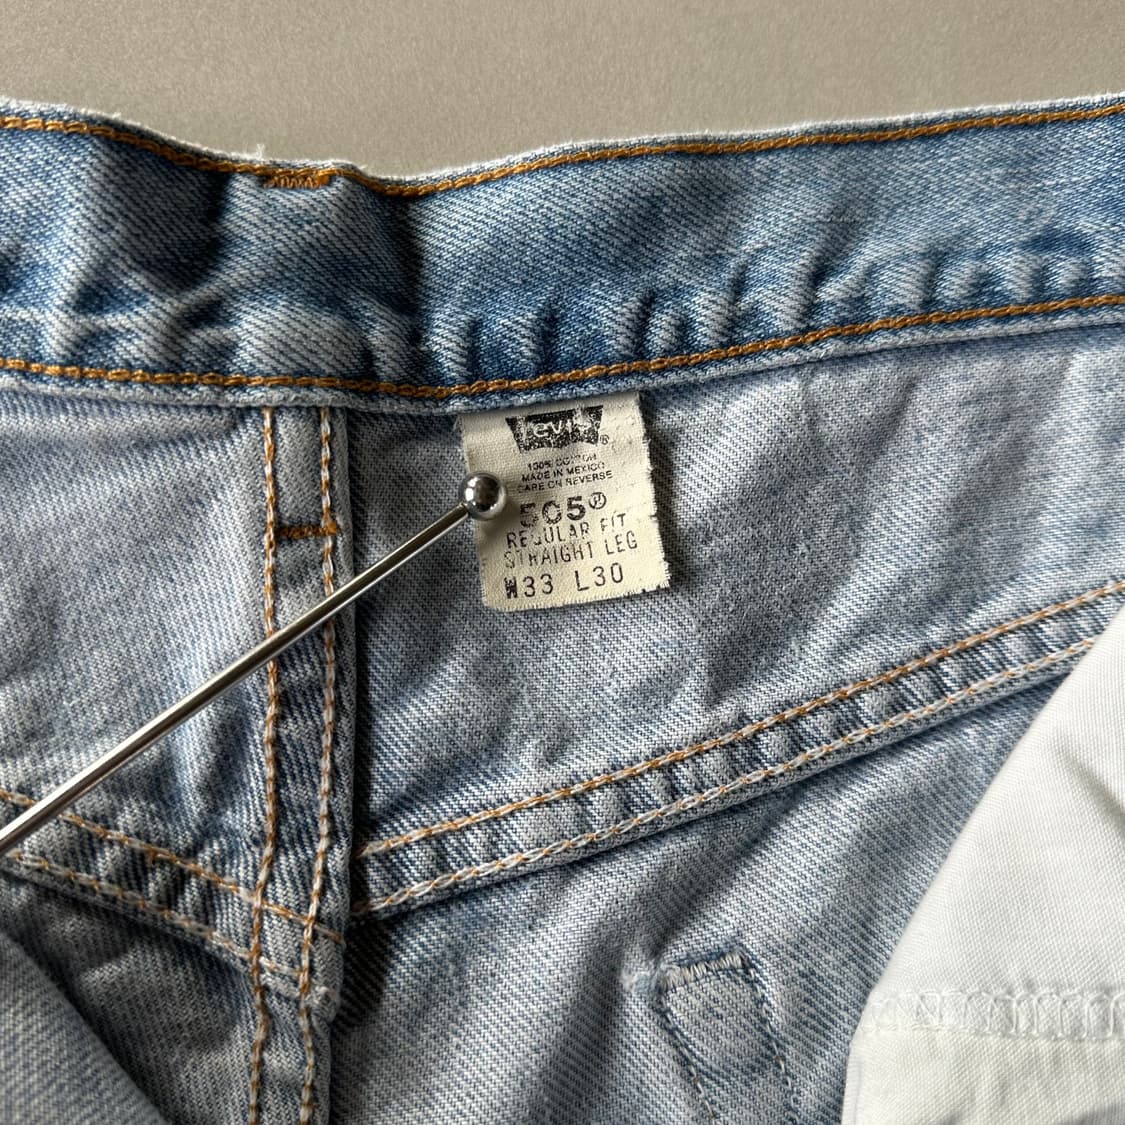 Levi's®
100% COTTON
MADE IN MEXICO
CARE ON REVERSE
505®
REGULAR FIT
STRAIGHT LEG
W33 L30